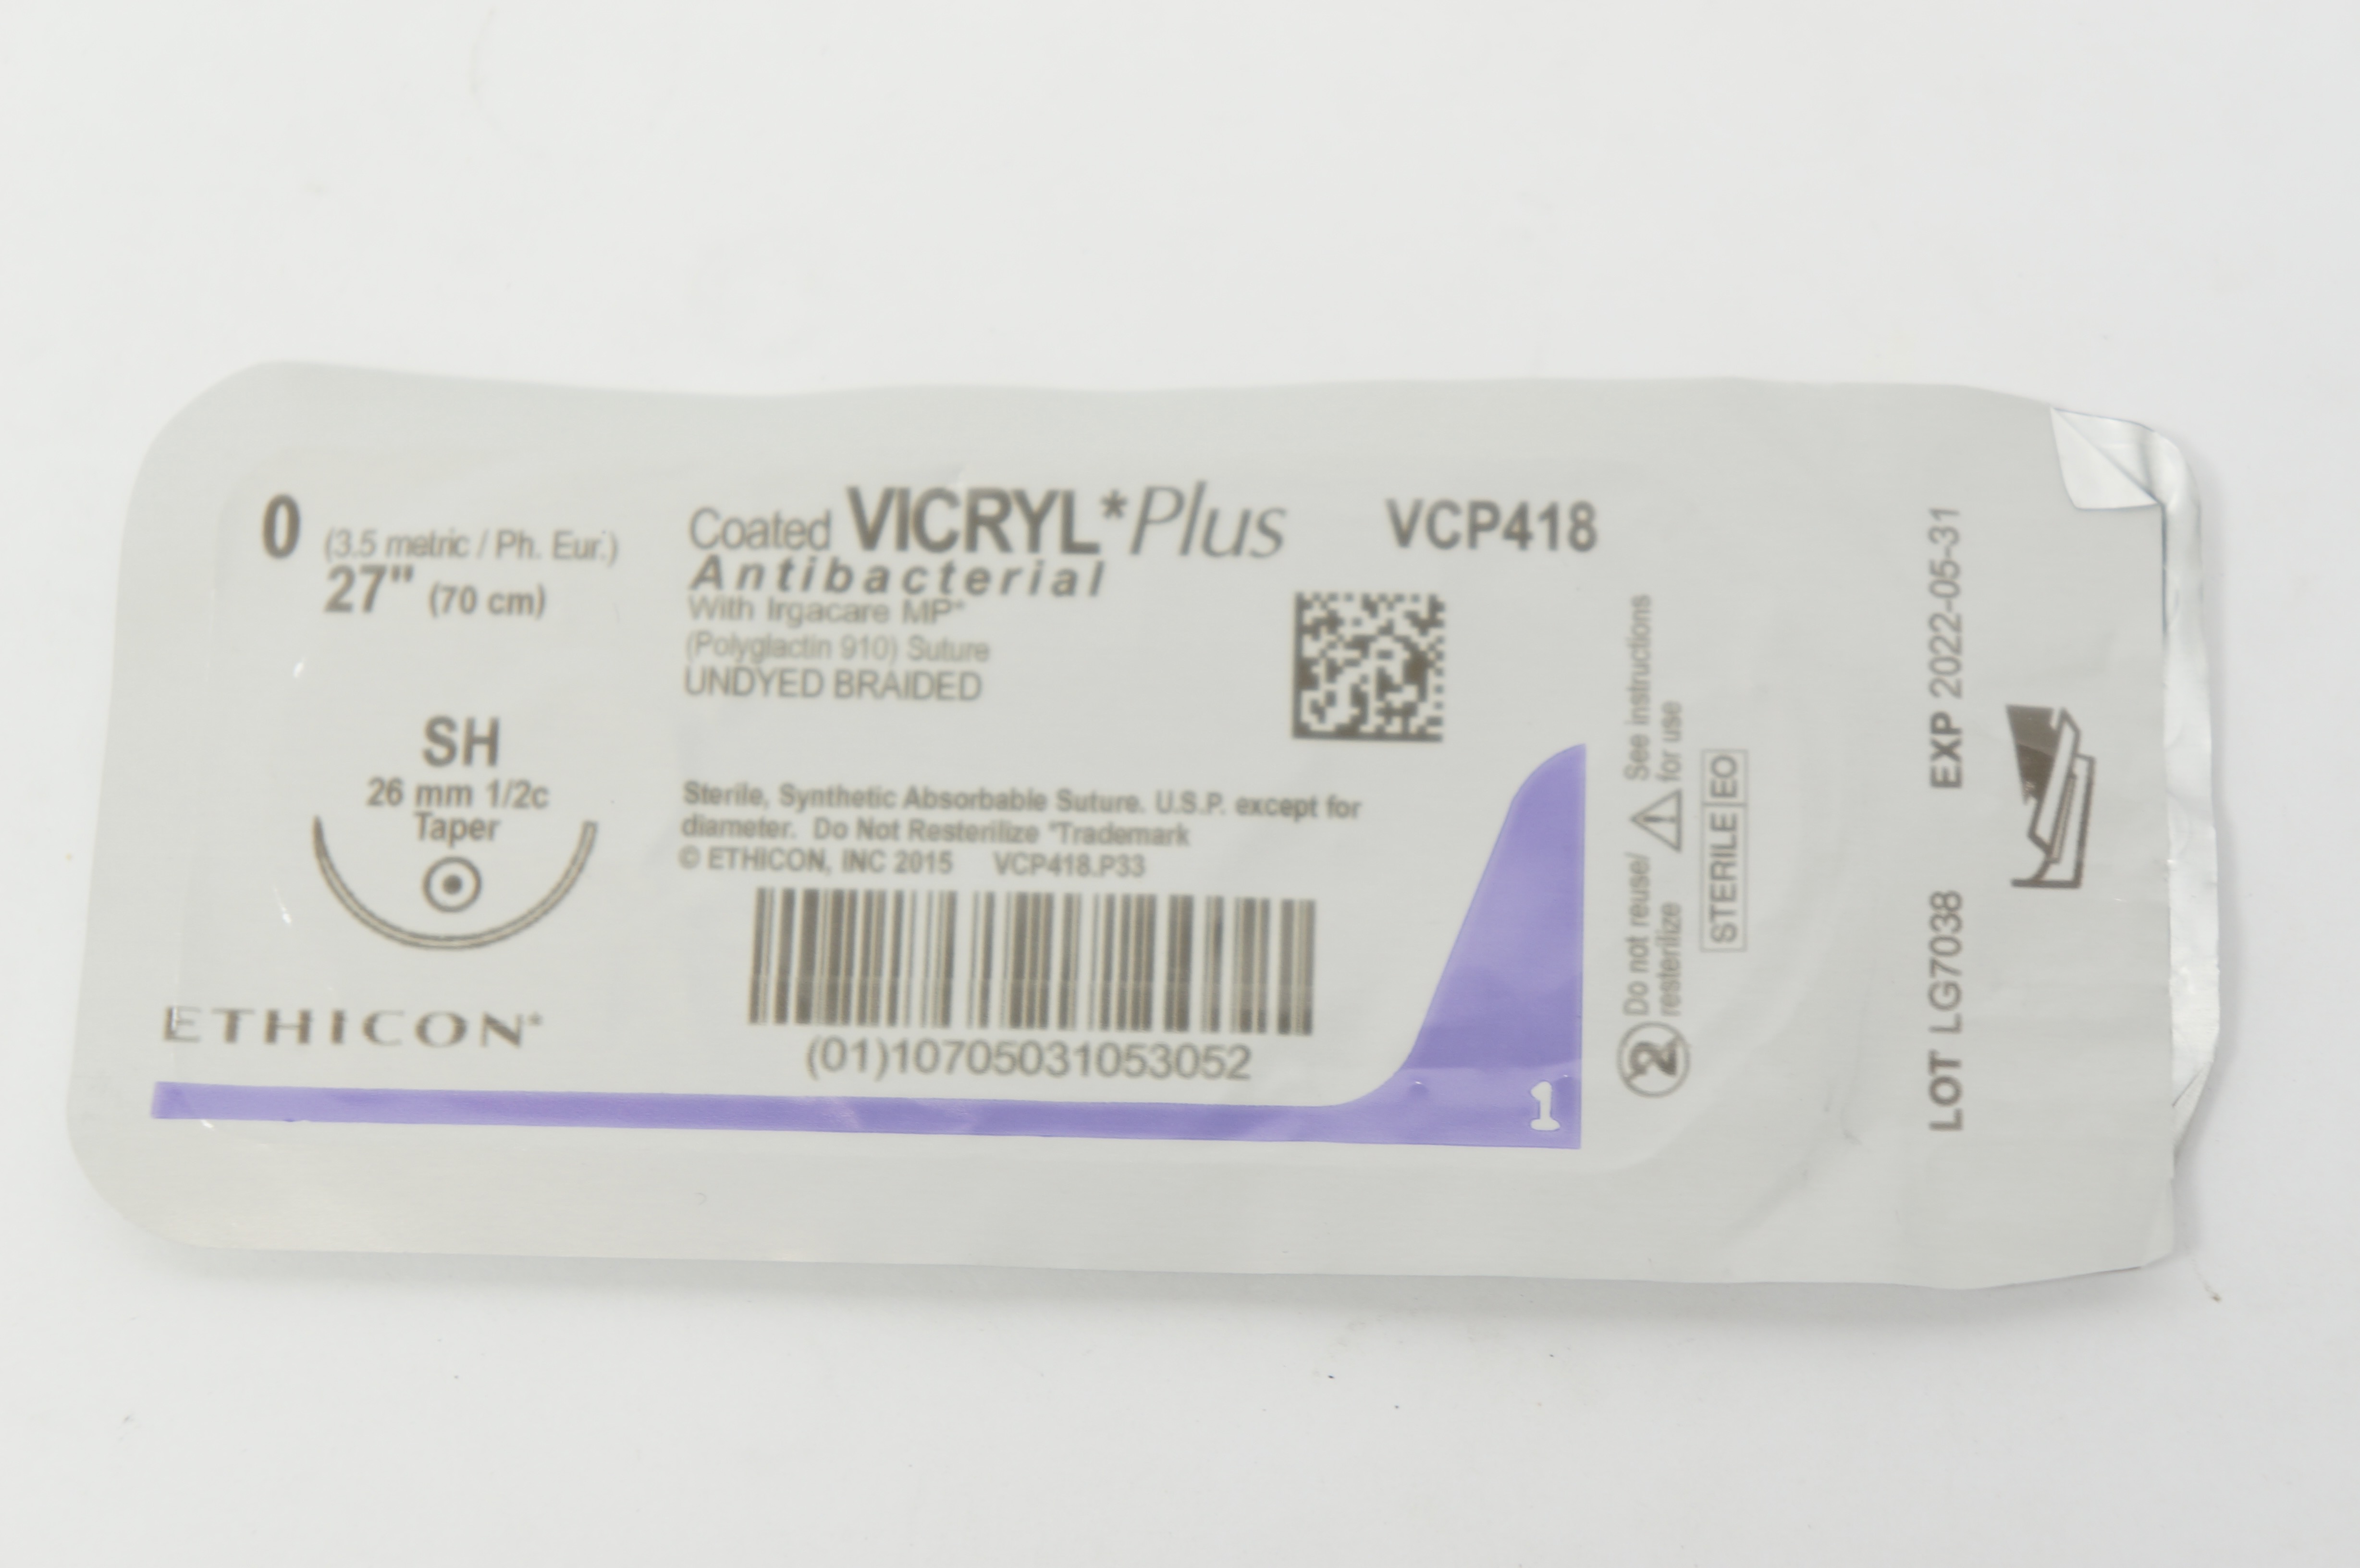 0 (3.5 metric / Ph. Eur.)
27" (70 cm)
SH
26 mm 1/2c
Taper
ETHICON*
Coated VICRYL* Plus
Antibacterial
With Irgacare MP*
(Polyglactin 910) Suture
UNDYED BRAIDED
VCP418
Sterile, Synthetic Absorbable Suture. U.S.P. except for
diameter. Do Not Resterilize *Trademark
© ETHICON, INC 2015 VCP418.P33
(01)10705031053052
1
2 Do not reuse/
resterilize
See instructions
for use
STERILE EO
LOT LG7038 EXP 2022-05-31